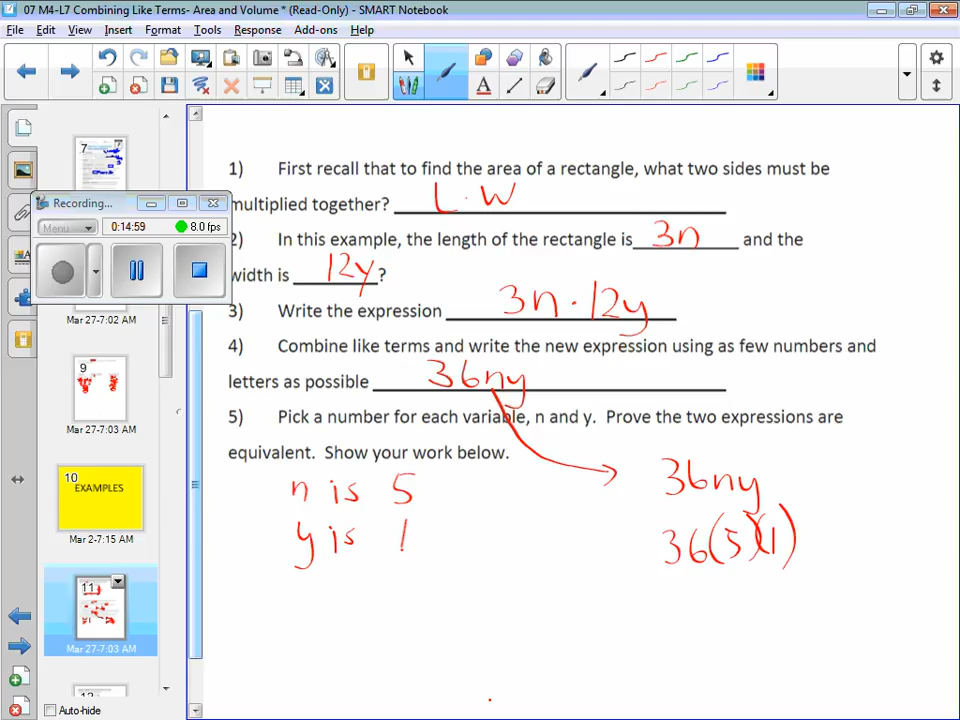 07 M4-L7 Combining Like Terms- Area and Volume * (Read-Only) - SMART Notebook
File Edit View Insert Format Tools Response Add-ons Help
1) First recall that to find the area of a rectangle, what two sides must be
multiplied together? L · W
2) In this example, the length of the rectangle is 3n and the
width is 12y ?
3) Write the expression 3n · 12y
4) Combine like terms and write the new expression using as few numbers and
letters as possible 36ny
5) Pick a number for each variable, n and y. Prove the two expressions are
equivalent. Show your work below.
n is 5
y is 1
36ny
36(5)(1)
Recording...
Menu 0:14:59 8.0 fps
7
Mar 27-7:02 AM
9
Mar 27-7:03 AM
10
EXAMPLES
Mar 2-7:15 AM
11
Mar 27-7:03 AM
Auto-hide